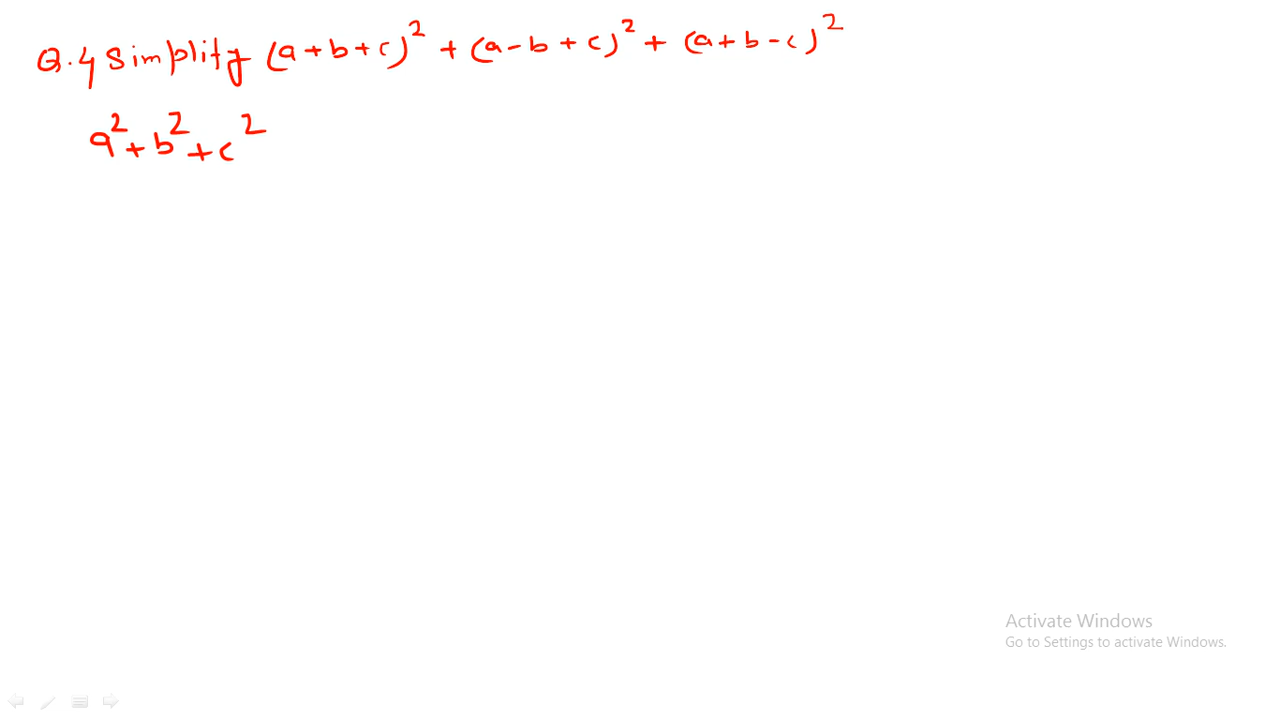 Q.4 Simplify (a+b+c)² + (a-b+c)² + (a+b-c)²
a²+b²+c²
Activate Windows
Go to Settings to activate Windows.